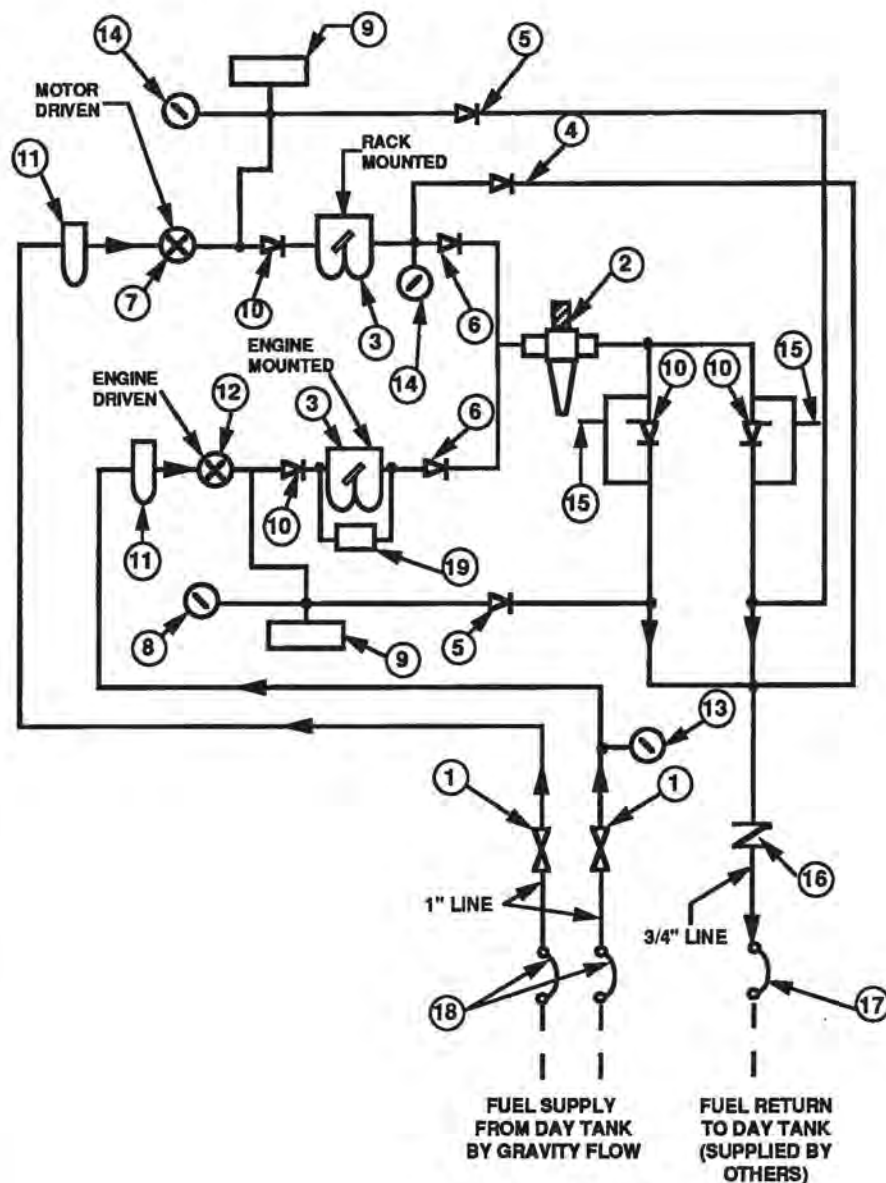 14
9
5
MOTOR
DRIVEN
4
11
RACK
MOUNTED
2
7
10
3
14
6
ENGINE
MOUNTED
10
10
15
ENGINE
DRIVEN
12
3
6
15
11
10
19
8
9
5
13
1
1
16
1" LINE
3/4" LINE
18
17
FUEL SUPPLY
FROM DAY TANK
BY GRAVITY FLOW
FUEL RETURN
TO DAY TANK
(SUPPLIED BY
OTHERS)